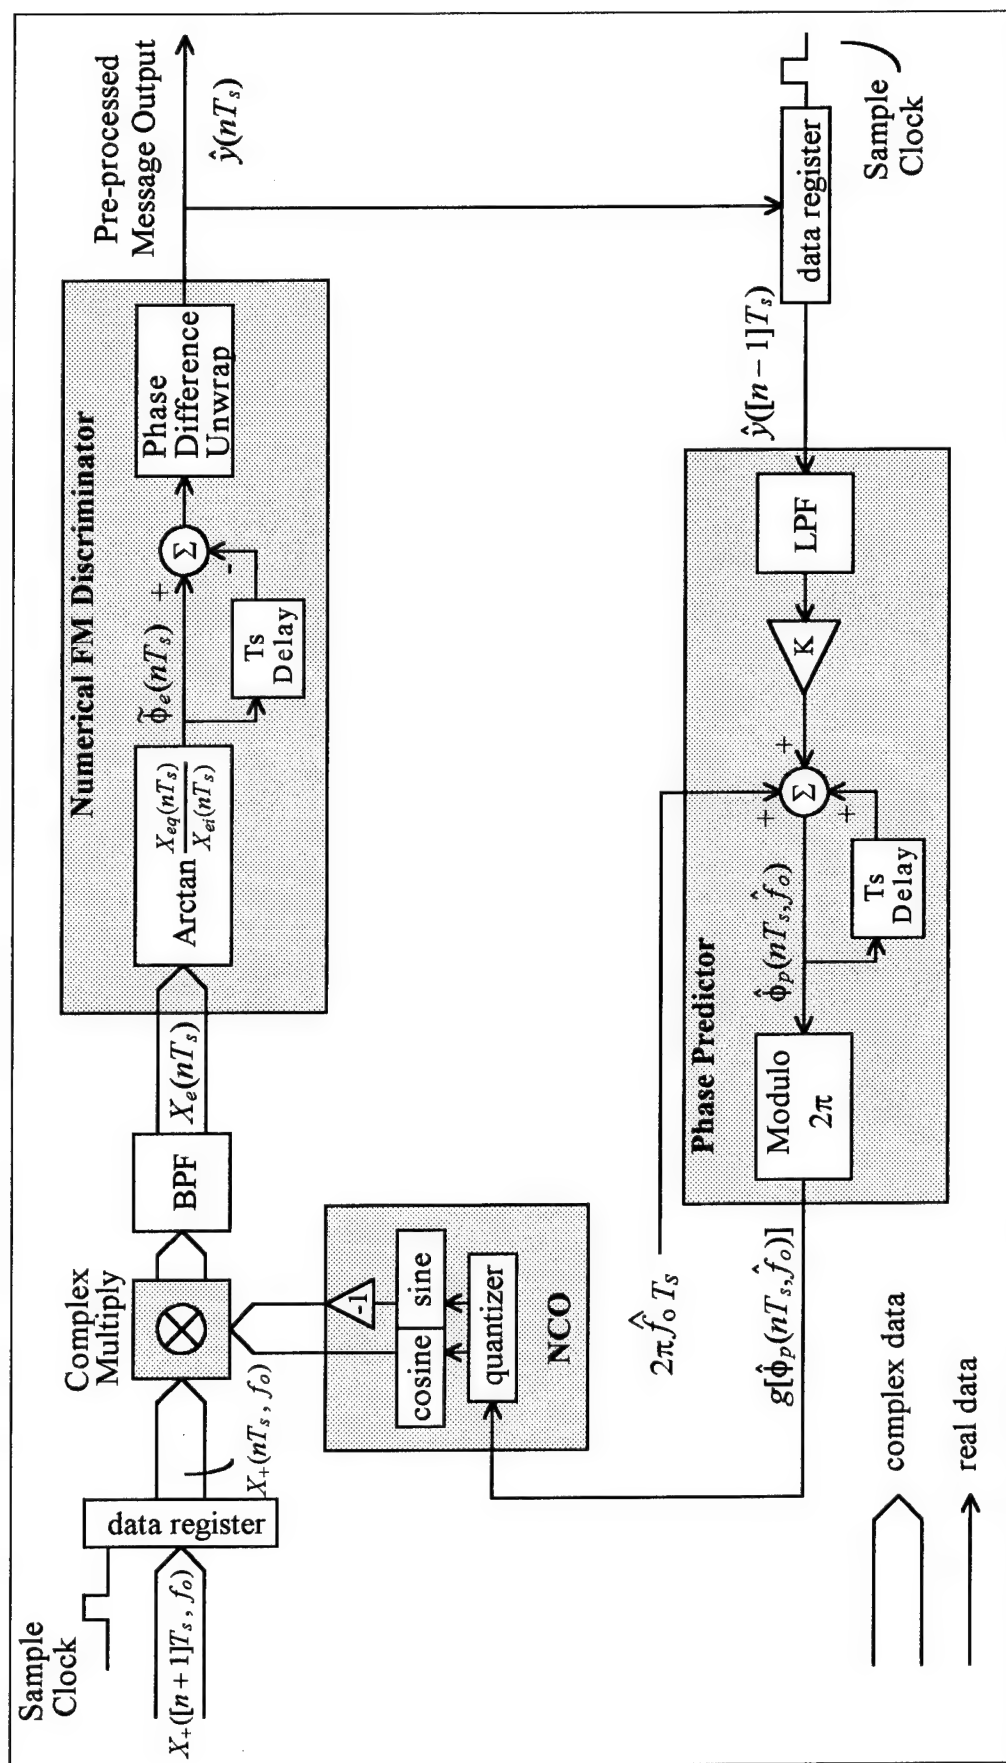 Sample
Clock
X₊([n+1]Tₛ, fₒ)
data register
X₊(nTₛ, fₒ)
Complex
Multiply
BPF
Xₑ(nTₛ)
Numerical FM Discriminator
Arctan X_eq(nTₛ) / X_ei(nTₛ)
ϕ̃ₑ(nTₛ)
+
Σ
-
Ts
Delay
Phase
Difference
Unwrap
Pre-processed
Message Output
ŷ(nTₛ)
-1
cosine
sine
quantizer
NCO
2πf̂ₒTₛ
data register
Sample
Clock
ŷ([n−1]Tₛ)
Phase Predictor
LPF
K
+
+
Σ
+
Ts
Delay
ϕ̂ₚ(nTₛ,f̂ₒ)
Modulo
2π
g[ϕ̂ₚ(nTₛ,f̂ₒ)]
complex data
real data